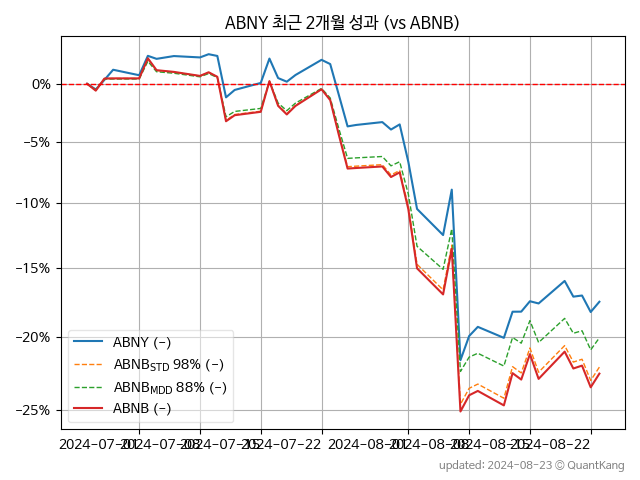 ABNY 최근 2개월 성과 (vs ABNB)
0%
−5%
−10%
−15%
−20%
−25%
ABNY (−)
ABNB_STD 98% (−)
ABNB_MDD 88% (−)
ABNB (−)
2024−07−01 2024−07−08 2024−07−15 2024−07−22 2024−08−01 2024−08−08 2024−08−15 2024−08−22
updated: 2024-08-23 © QuantKang